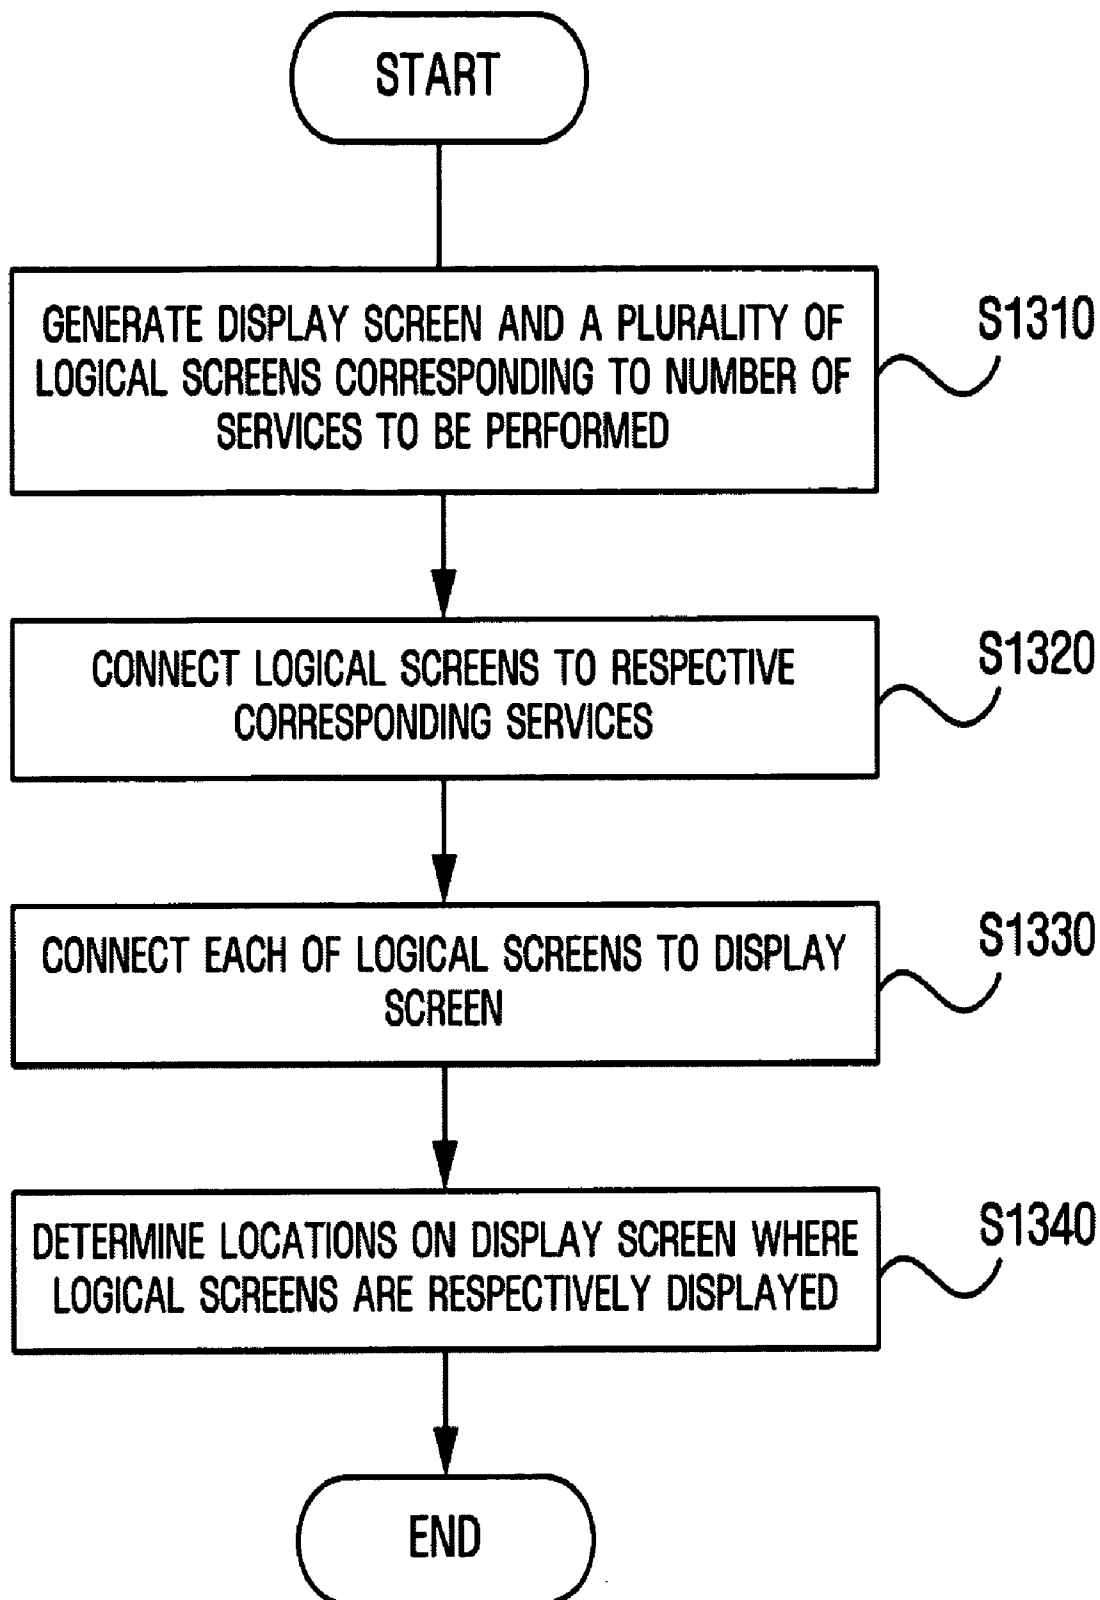 START
GENERATE DISPLAY SCREEN AND A PLURALITY OF
LOGICAL SCREENS CORRESPONDING TO NUMBER OF
SERVICES TO BE PERFORMED
S1310
CONNECT LOGICAL SCREENS TO RESPECTIVE
CORRESPONDING SERVICES
S1320
CONNECT EACH OF LOGICAL SCREENS TO DISPLAY
SCREEN
S1330
DETERMINE LOCATIONS ON DISPLAY SCREEN WHERE
LOGICAL SCREENS ARE RESPECTIVELY DISPLAYED
S1340
END